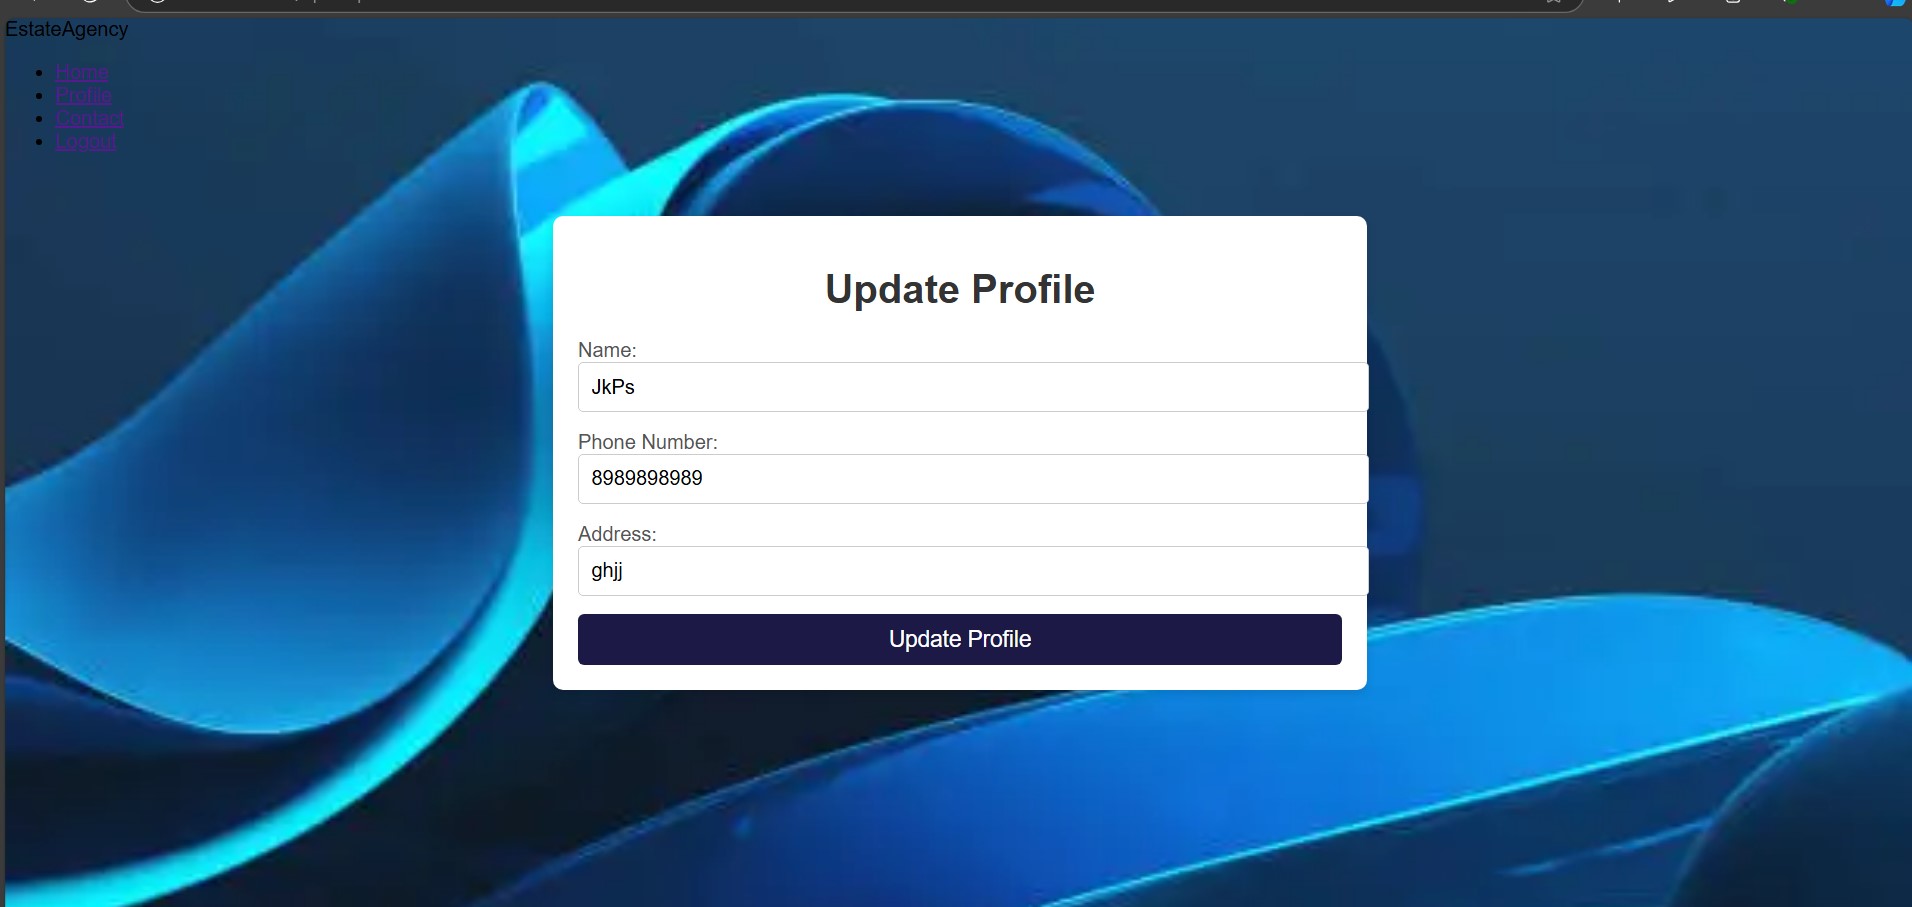 EstateAgency
Home
Profile
Contact
Logout
Update Profile
Name:
JkPs
Phone Number:
8989898989
Address:
ghjj
Update Profile